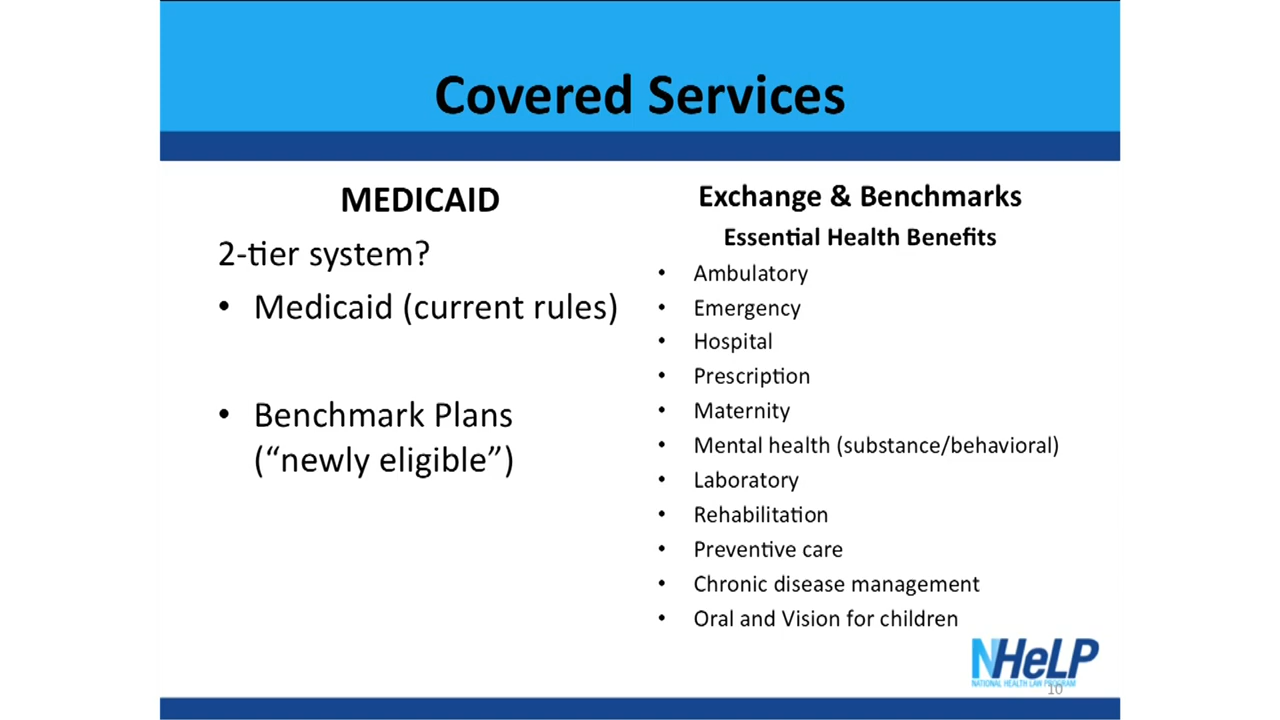 Covered Services
MEDICAID
2-tier system?
• Medicaid (current rules)
• Benchmark Plans
(“newly eligible”)
Exchange & Benchmarks
Essential Health Benefits
• Ambulatory
• Emergency
• Hospital
• Prescription
• Maternity
• Mental health (substance/behavioral)
• Laboratory
• Rehabilitation
• Preventive care
• Chronic disease management
• Oral and Vision for children
NHeLP
NATIONAL HEALTH LAW PROGRAM
10